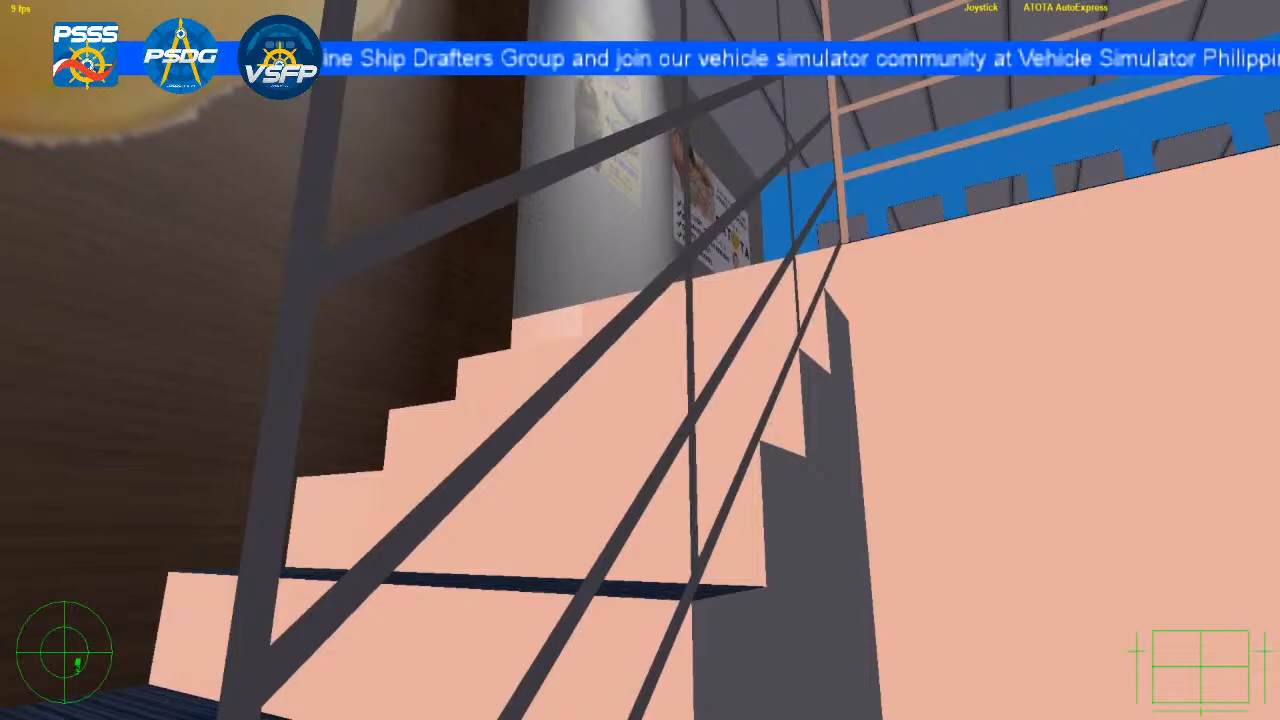 9 fps
Joystick
ATOTA AutoExpress
PSSS
PSDG
VSFP
ine Ship Drafters Group and join our vehicle simulator community at Vehicle Simulator Philippi